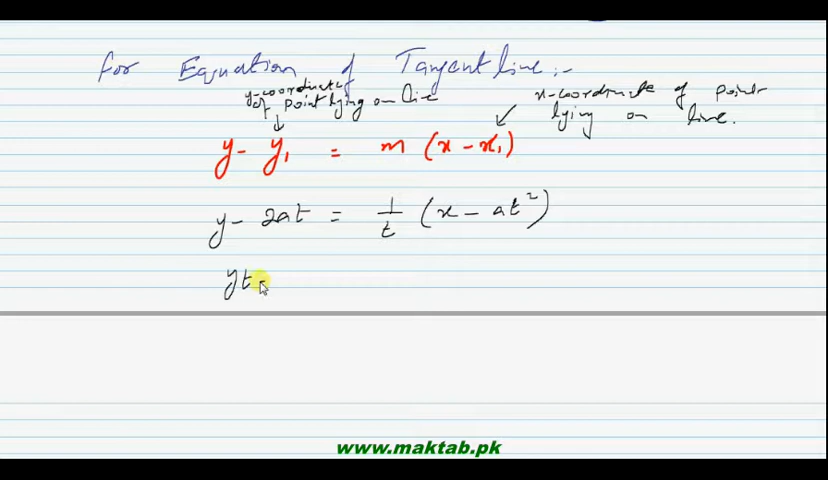 For Equation of Tangent line:-
y-coordinate
of point lying on line
x-coordinate of point
lying on line.
y - y₁ = m (x - x₁)
y - 2at = 1/t (x - at²)
yt
www.maktab.pk